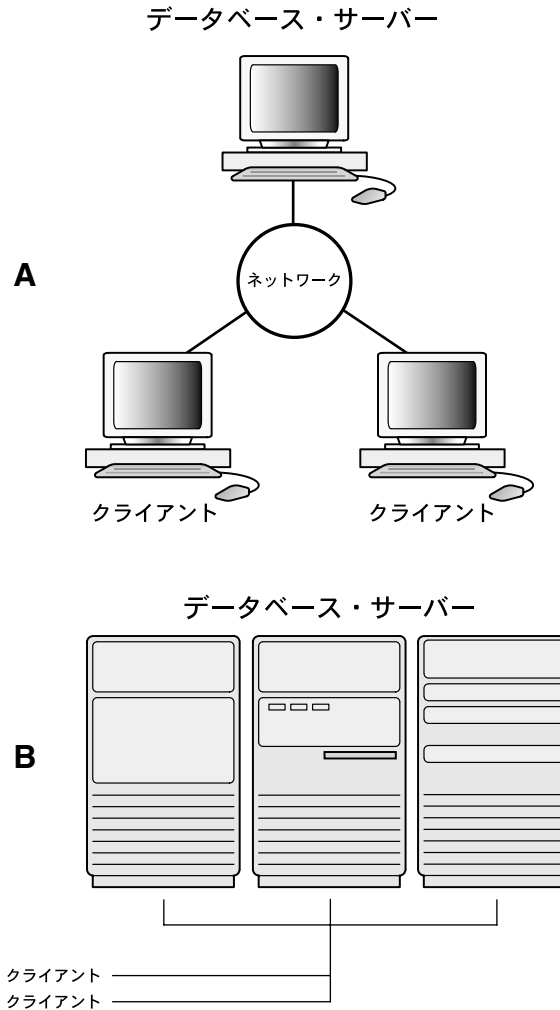 データベース・サーバー
A
ネットワーク
クライアント
クライアント
データベース・サーバー
B
クライアント
クライアント